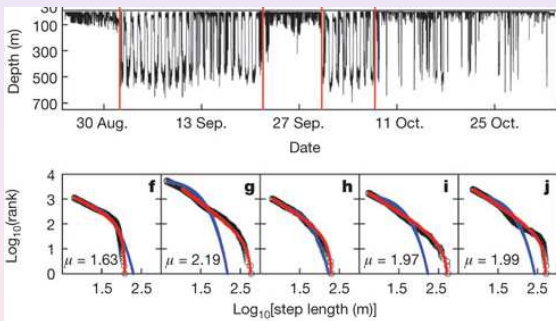 100
300
500
700
Depth (m)
30 Aug. 13 Sep. 27 Sep. 11 Oct. 25 Oct.
Date
f g h i j
4
3
2
1
0
Log10(rank)
μ = 1.63 μ = 2.19 μ = 1.97 μ = 1.99
1.5 2.5 1.5 2.5 1.5 2.5 1.5 2.5 1.5 2.5
Log10[step length (m)]